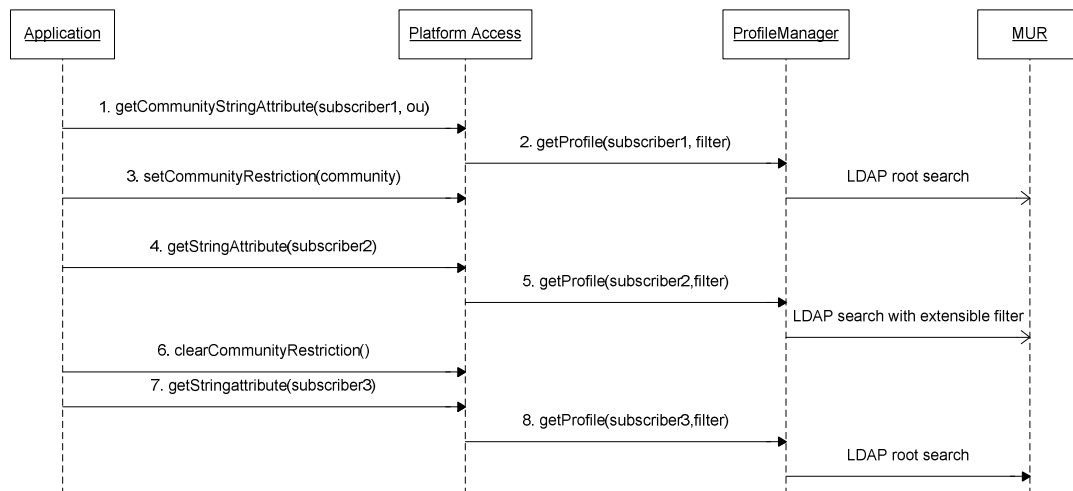 Application
Platform Access
ProfileManager
MUR
1. getCommunityStringAttribute(subscriber1, ou)
2. getProfile(subscriber1, filter)
3. setCommunityRestriction(community)
LDAP root search
4. getStringAttribute(subscriber2)
5. getProfile(subscriber2,filter)
LDAP search with extensible filter
6. clearCommunityRestriction()
7. getStringattribute(subscriber3)
8. getProfile(subscriber3,filter)
LDAP root search